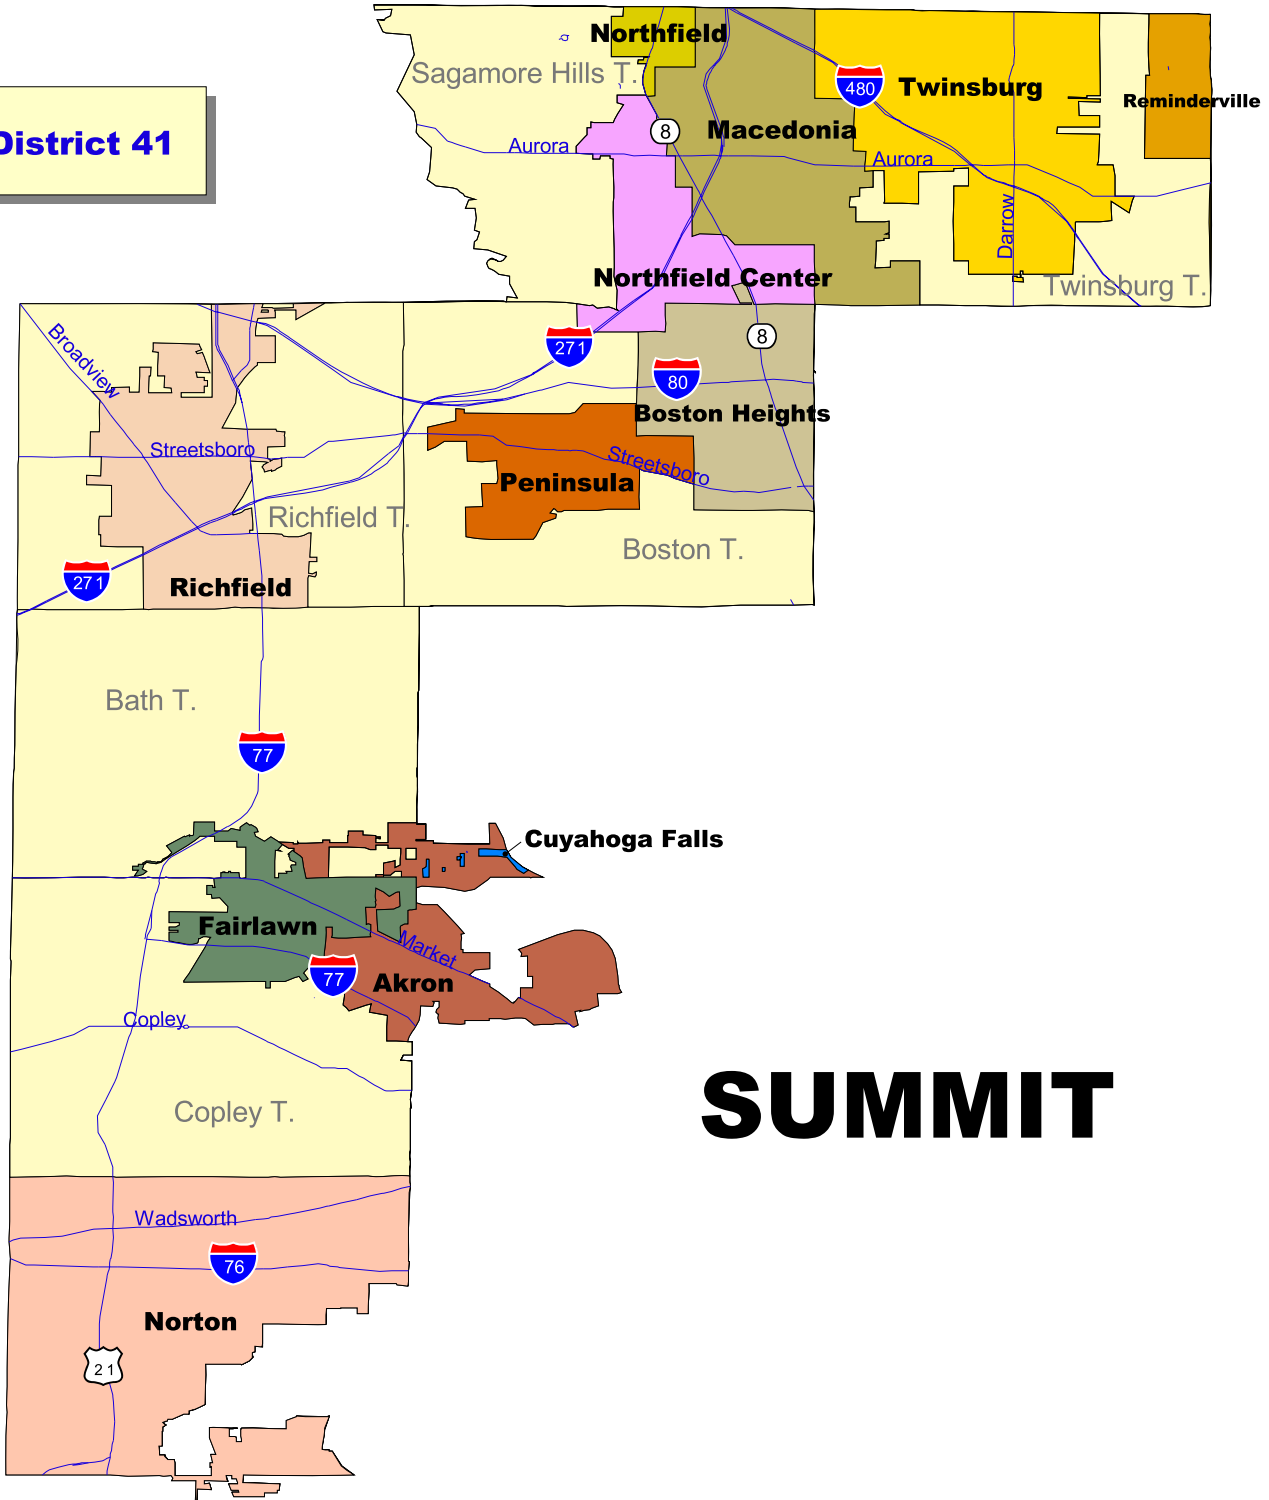 Northfield
Sagamore Hills T.
480
Twinsburg
Reminderville
District 41
8
Macedonia
Aurora
Aurora
Darrow
Northfield Center
Twinsburg T.
Broadview
271
8
80
Boston Heights
Streetsboro
Streetsboro
Peninsula
Richfield T.
Boston T.
271
Richfield
Bath T.
77
Cuyahoga Falls
Fairlawn
Market
77
Akron
Copley
SUMMIT
Copley T.
Wadsworth
76
Norton
21